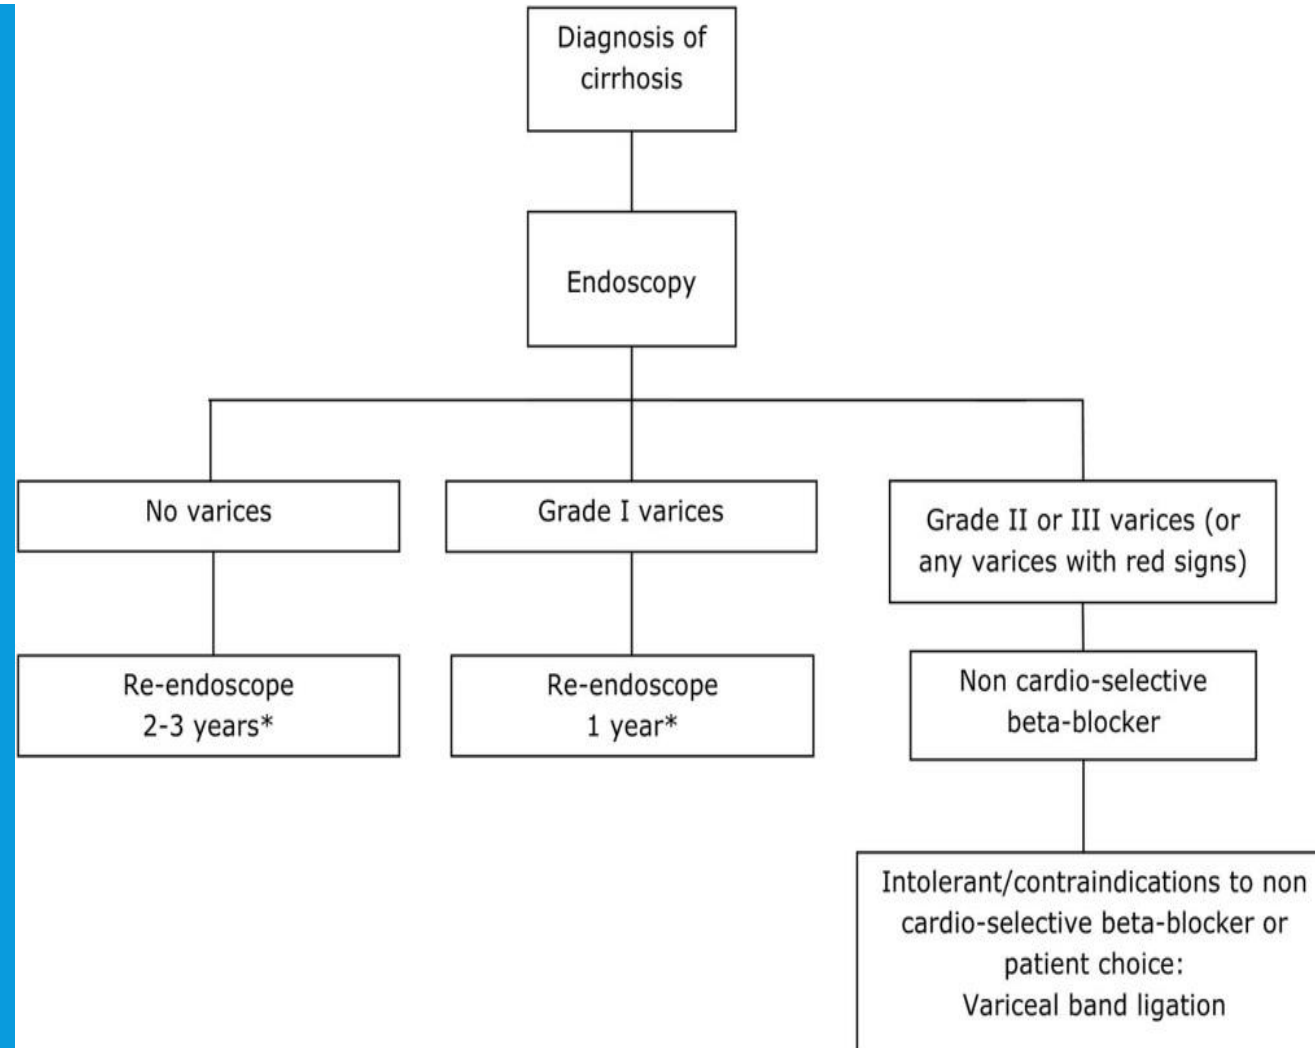 Diagnosis of
cirrhosis
Endoscopy
No varices
Grade I varices
Grade II or III varices (or
any varices with red signs)
Re-endoscope
2-3 years*
Re-endoscope
1 year*
Non cardio-selective
beta-blocker
Intolerant/contraindications to non
cardio-selective beta-blocker or
patient choice:
Variceal band ligation